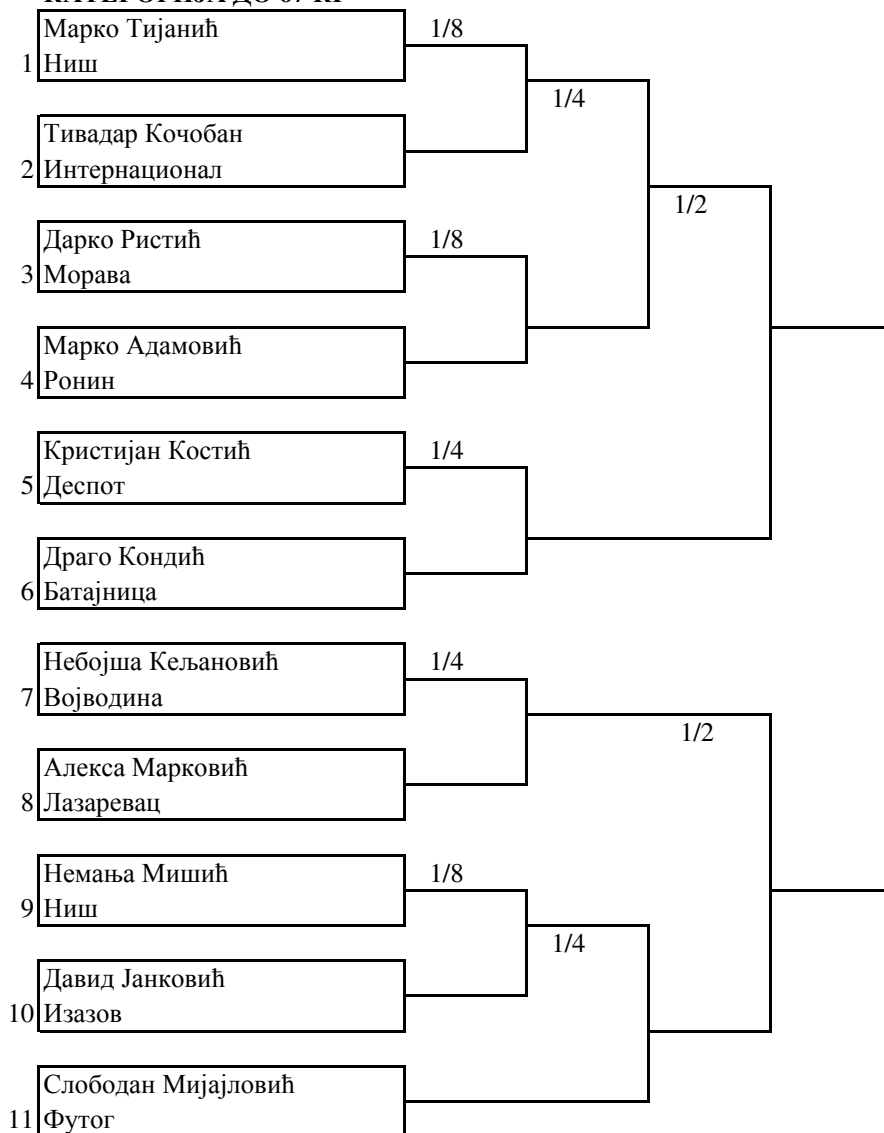 Марко Тијанић
1/8
1 Ниш
1/4
Тивадар Кочобан
2 Интернационал
1/2
Дарко Ристић
1/8
3 Морава
Марко Адамовић
4 Ронин
Кристијан Костић
1/4
5 Деспот
Драго Кондић
6 Батајница
Небојша Кељановић
1/4
7 Војводина
1/2
Алекса Марковић
8 Лазаревац
Немања Мишић
1/8
9 Ниш
1/4
Давид Јанковић
10 Изазов
Слободан Мијајловић
11 Футог